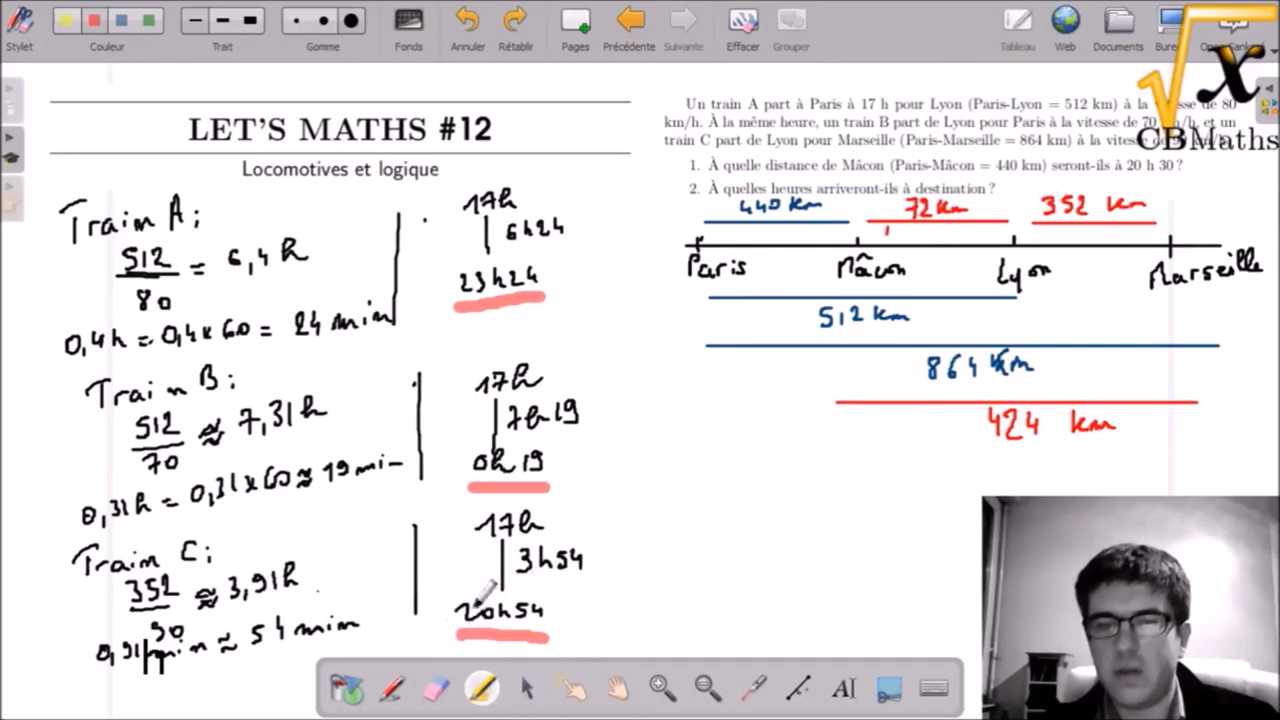 Stylet Couleur Trait Gomme Fonds Annuler Rétablir Pages Précédente Suivante Effacer Grouper Tableau Web Documents
LET'S MATHS #12
Locomotives et logique
Train A :
512
80
= 6,4 h
0,4 h = 0,4 x 60 = 24 min
17h
6h24
23h24
Train B :
512
70
≈ 7,31 h
0,31 h = 0,31 x 60 ≈ 19 min
17h
7h19
0h19
Train C :
352
90
≈ 3,91 h
≈ 54 min
17h
3h54
20h54
Un train A part à Paris à 17 h pour Lyon (Paris-Lyon = 512 km) à la vitesse de 80
km/h. À la même heure, un train B part de Lyon pour Paris à la vitesse de 70 km/h, et un
train C part de Lyon pour Marseille (Paris-Marseille = 864 km) à la
1. À quelle distance de Mâcon (Paris-Mâcon = 440 km) seront-ils à 20 h 30 ?
2. À quelles heures arriveront-ils à destination ?
440 km 72 km 352 km
Paris Mâcon Lyon Marseille
512 km
864 km
424 km
√x
CBMaths